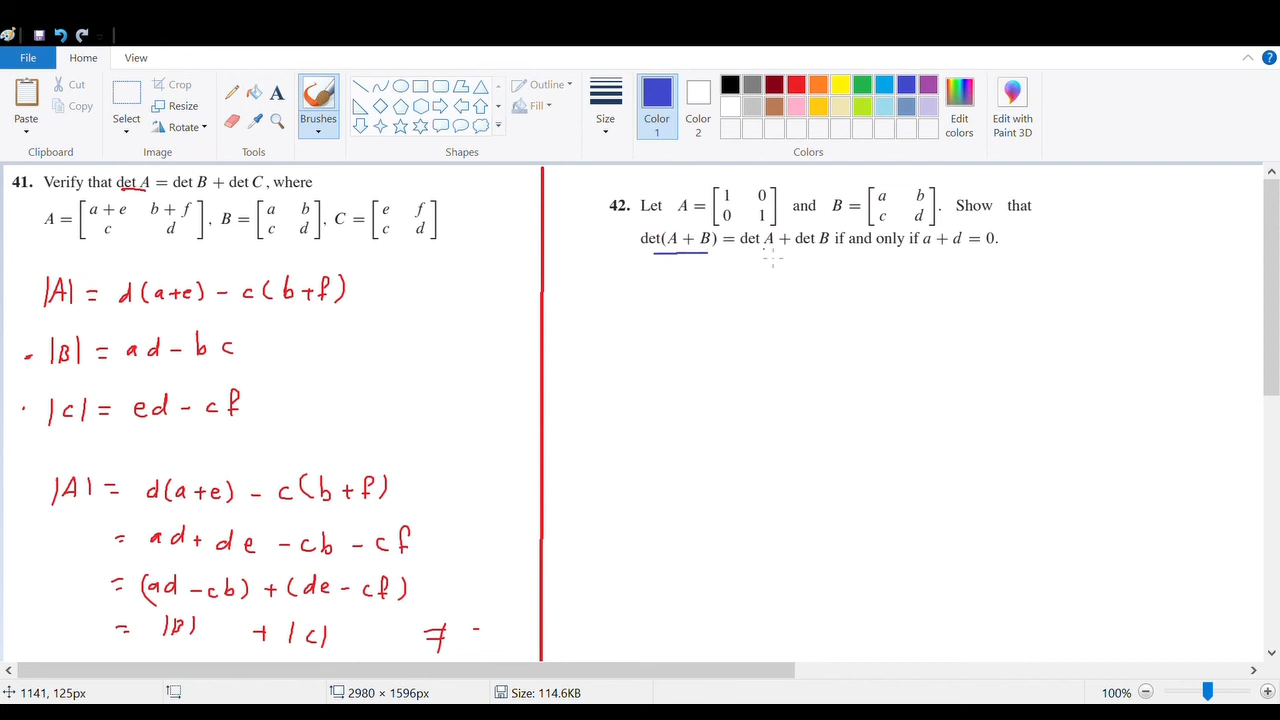 File Home View
Paste Cut Copy Clipboard
Select Crop Resize Rotate Image
Tools
Brushes
Shapes Outline Fill
Size
Color 1 Color 2 Edit colors Colors
Edit with Paint 3D
41. Verify that det A = det B + det C, where
A = [a + e b + f; c d], B = [a b; c d], C = [e f; c d]
|A| = d(a+e) - c(b+f)
|B| = ad - bc
|C| = ed - cf
|A| = d(a+e) - c(b+f)
= ad + de - cb - cf
= (ad - cb) + (de - cf)
= |B| + |C|
42. Let A = [1 0; 0 1] and B = [a b; c d]. Show that
det(A + B) = det A + det B if and only if a + d = 0.
1141, 125px 2980 × 1596px Size: 114.6KB 100%